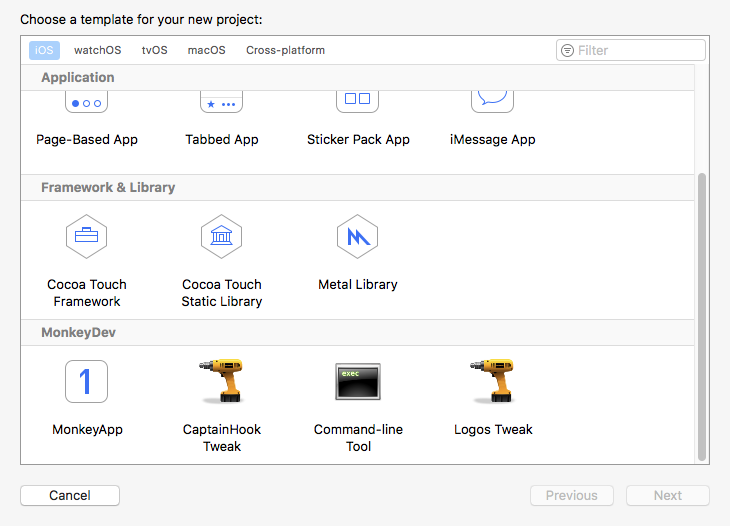 Choose a template for your new project:
iOS watchOS tvOS macOS Cross-platform Filter
Application
Page-Based App Tabbed App Sticker Pack App iMessage App
Framework & Library
Cocoa Touch Framework
Cocoa Touch Static Library
Metal Library
MonkeyDev
1
MonkeyApp
CaptainHook Tweak
exec
Command-line Tool
Logos Tweak
Cancel Previous Next